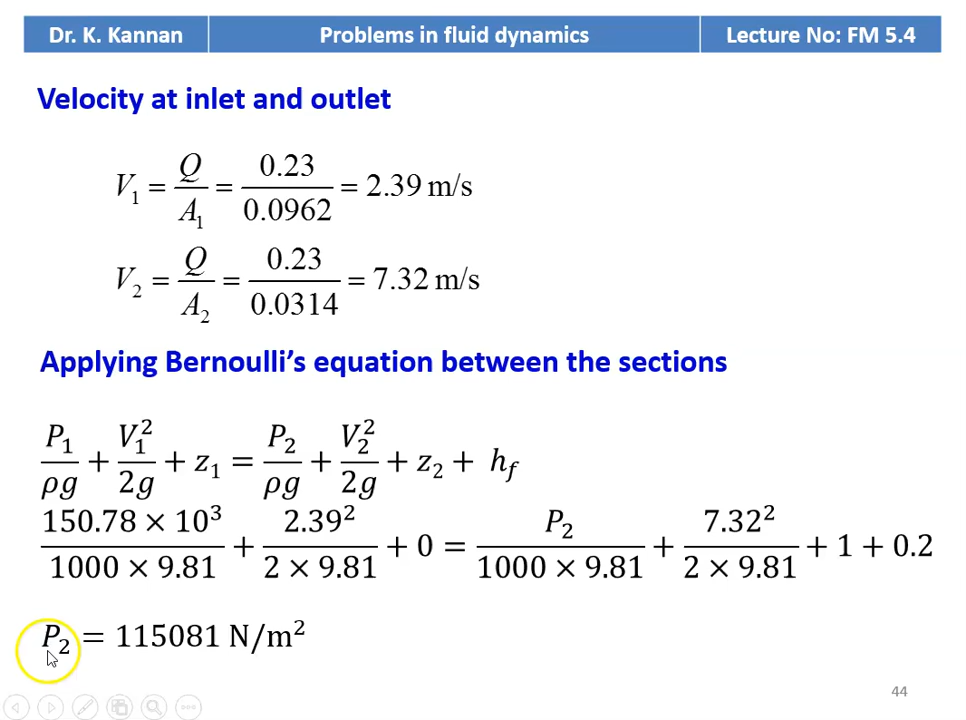 Dr. K. Kannan Problems in fluid dynamics Lecture No: FM 5.4
Velocity at inlet and outlet
V₁ = Q/A₁ = 0.23/0.0962 = 2.39 m/s
V₂ = Q/A₂ = 0.23/0.0314 = 7.32 m/s
Applying Bernoulli’s equation between the sections
P₁/ρg + V₁²/2g + z₁ = P₂/ρg + V₂²/2g + z₂ + h_f
150.78 × 10³/1000 × 9.81 + 2.39²/2 × 9.81 + 0 = P₂/1000 × 9.81 + 7.32²/2 × 9.81 + 1 + 0.2
P₂ = 115081 N/m²
44